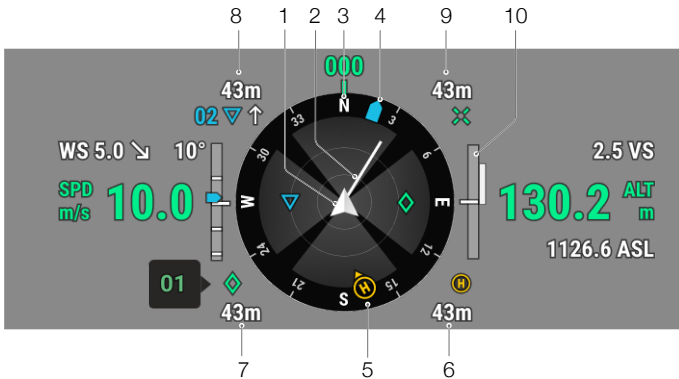 8 1 2 3 4 9 10
000
43m 43m
02
N
33 3
WS 5.0 10° 30 6 2.5 VS
SPD m/s 10.0 W E 130.2 ALT m
24 12 1126.6 ASL
01 21 S H 15 H
43m 43m
7 5 6